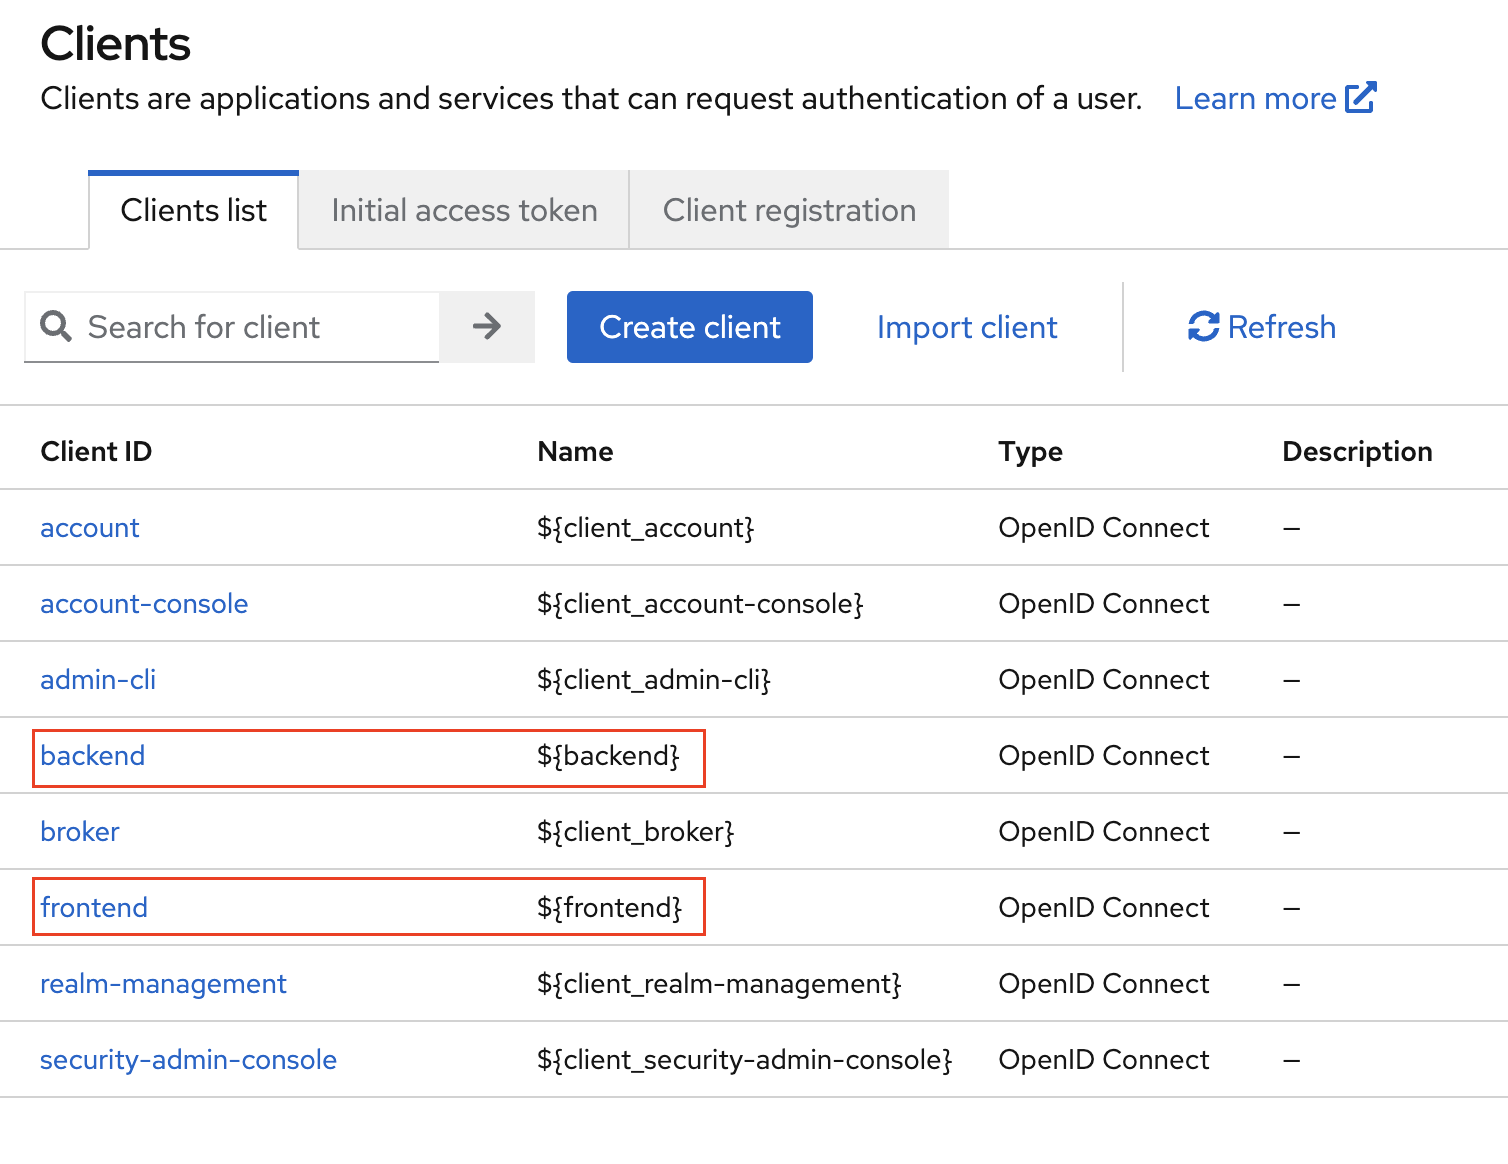 Clients
Clients are applications and services that can request authentication of a user. Learn more
Clients list Initial access token Client registration
Search for client Create client Import client Refresh
Client ID Name Type Description
account ${client_account} OpenID Connect –
account-console ${client_account-console} OpenID Connect –
admin-cli ${client_admin-cli} OpenID Connect –
backend ${backend} OpenID Connect –
broker ${client_broker} OpenID Connect –
frontend ${frontend} OpenID Connect –
realm-management ${client_realm-management} OpenID Connect –
security-admin-console ${client_security-admin-console} OpenID Connect –